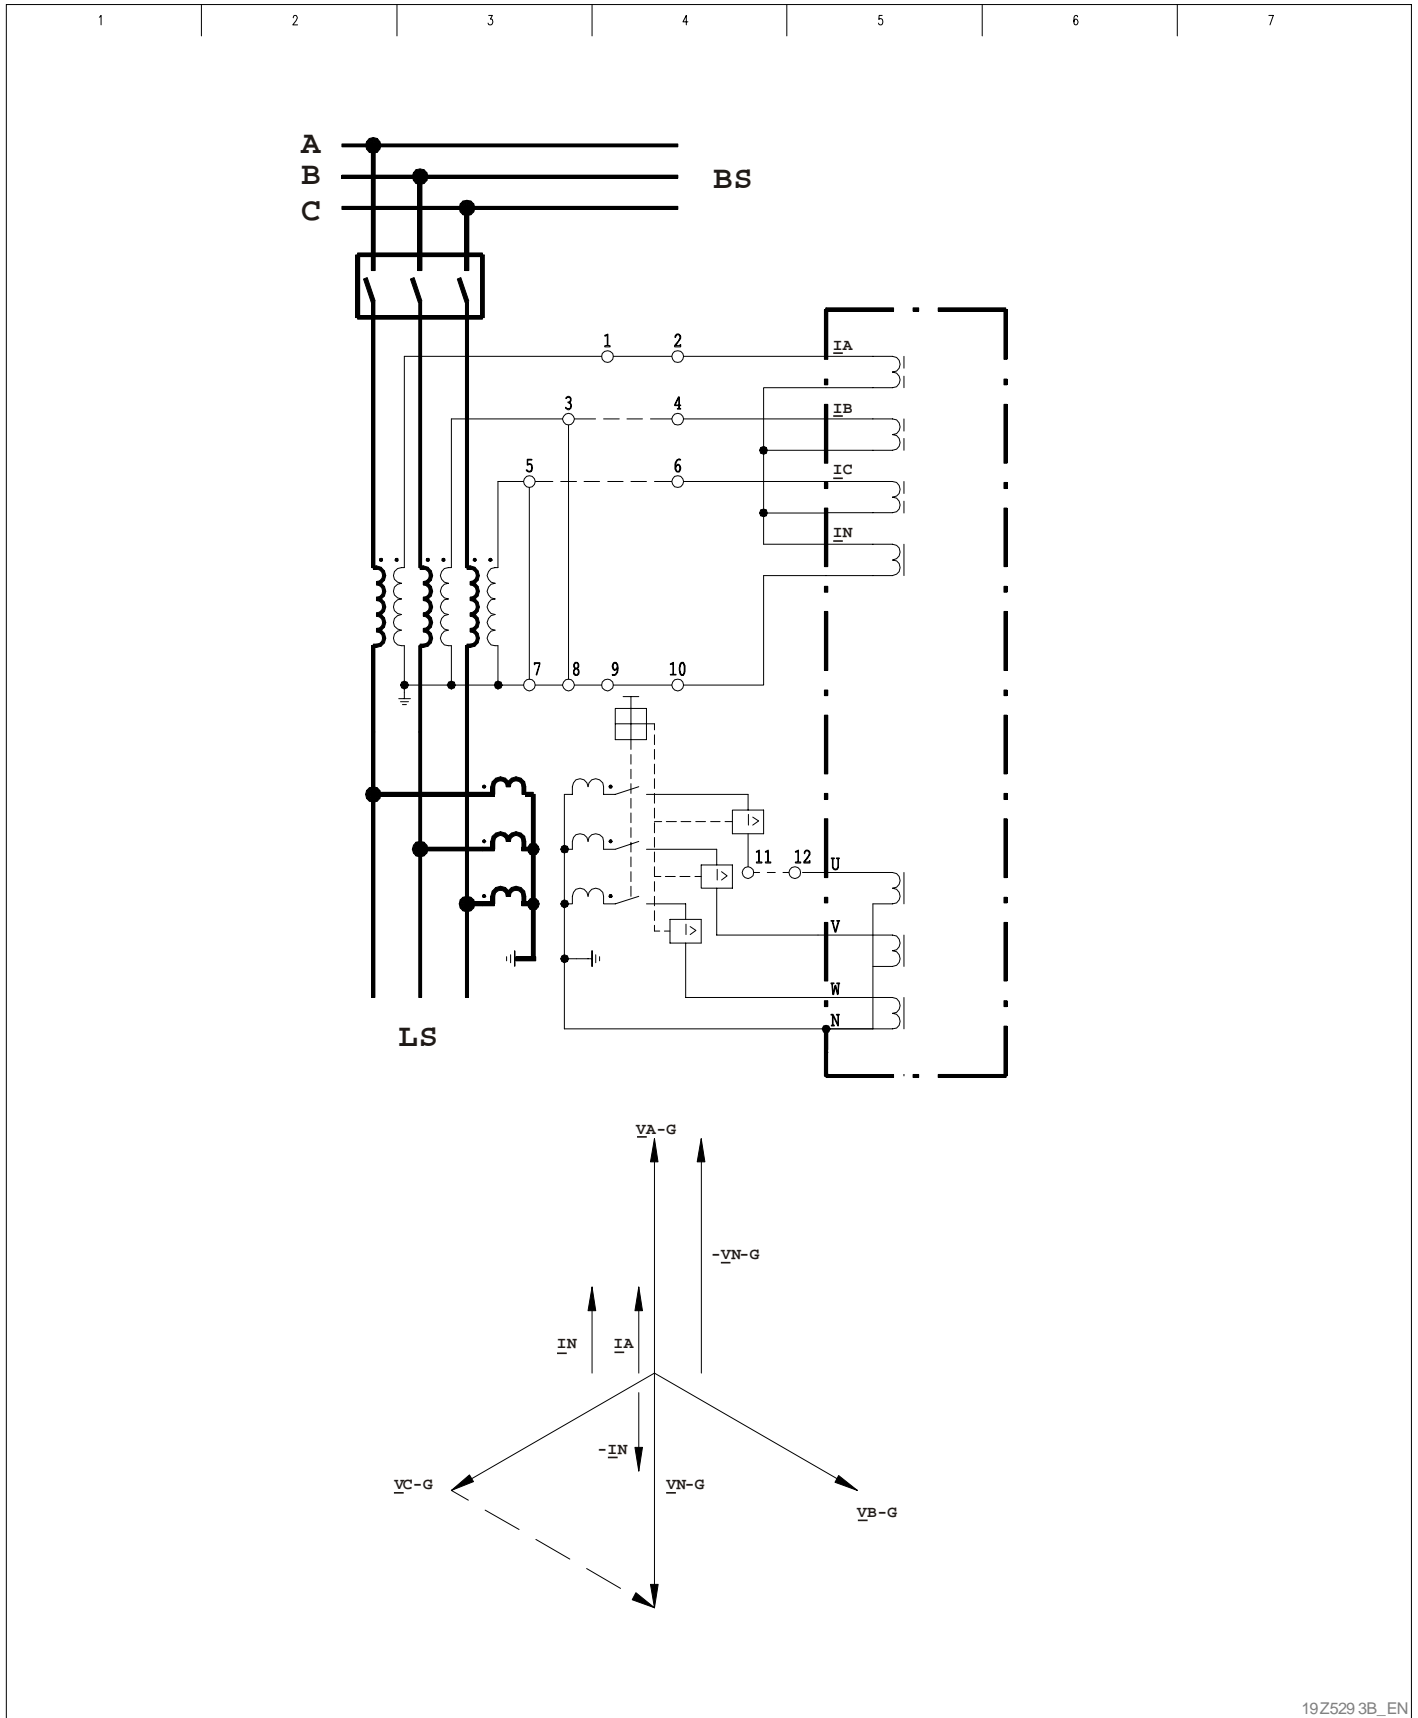 1 2 3 4 5 6 7
A
B
BS
C
1 2 IA
3 4 IB
5 6 IC
IN
7 8 9 10
I>
11 12 U
I>
V
I>
W
N
LS
VA-G
-VN-G
IN IA
-IN
VC-G VN-G
VB-G
19Z5293B_EN